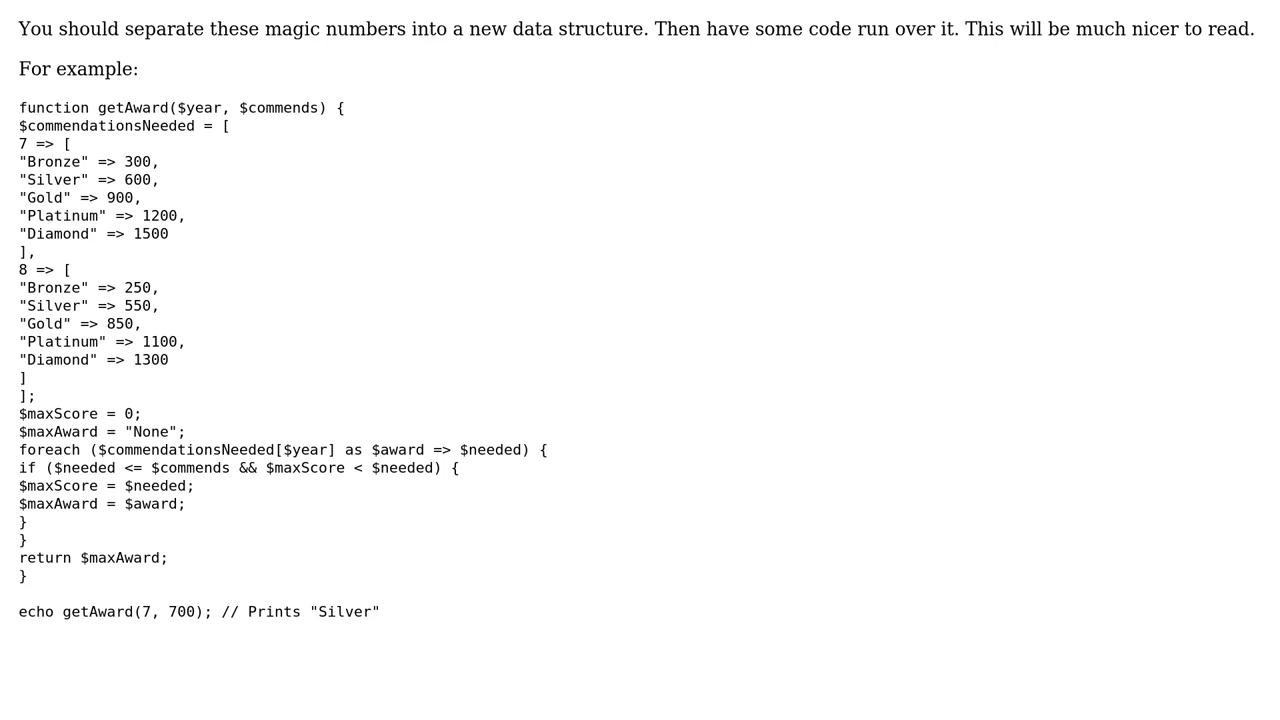 You should separate these magic numbers into a new data structure. Then have some code run over it. This will be much nicer to read.
For example:
function getAward($year, $commends) {
$commendationsNeeded = [
7 => [
"Bronze" => 300,
"Silver" => 600,
"Gold" => 900,
"Platinum" => 1200,
"Diamond" => 1500
],
8 => [
"Bronze" => 250,
"Silver" => 550,
"Gold" => 850,
"Platinum" => 1100,
"Diamond" => 1300
]
];
$maxScore = 0;
$maxAward = "None";
foreach ($commendationsNeeded[$year] as $award => $needed) {
if ($needed <= $commends && $maxScore < $needed) {
$maxScore = $needed;
$maxAward = $award;
}
}
return $maxAward;
}
echo getAward(7, 700); // Prints "Silver"